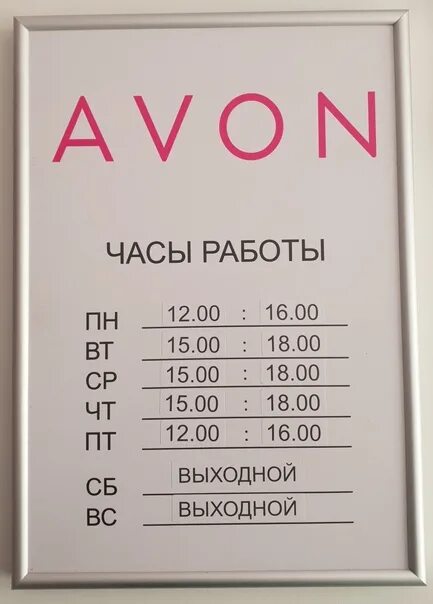 AVON
ЧАСЫ РАБОТЫ
ПН 12.00 : 16.00
ВТ 15.00 : 18.00
СР 15.00 : 18.00
ЧТ 15.00 : 18.00
ПТ 12.00 : 16.00
СБ ВЫХОДНОЙ
ВС ВЫХОДНОЙ